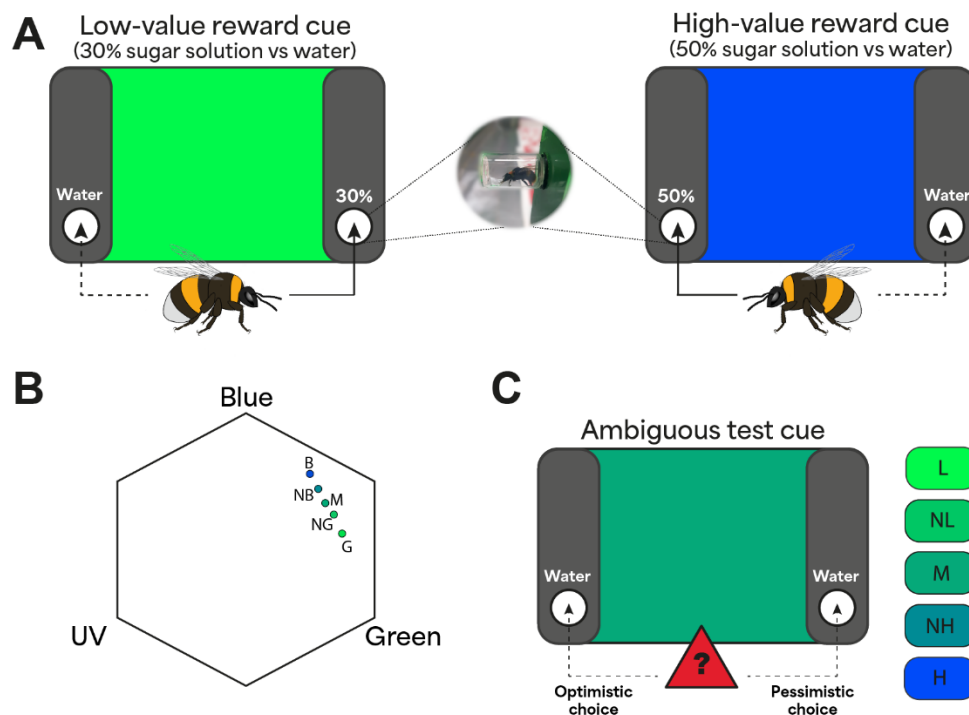 A
Low-value reward cue
(30% sugar solution vs water)
Water
30%
High-value reward cue
(50% sugar solution vs water)
50%
Water
B
Blue
B
NB
M
NG
G
UV
Green
C
Ambiguous test cue
Water
Water
?
Optimistic
choice
Pessimistic
choice
L
NL
M
NH
H